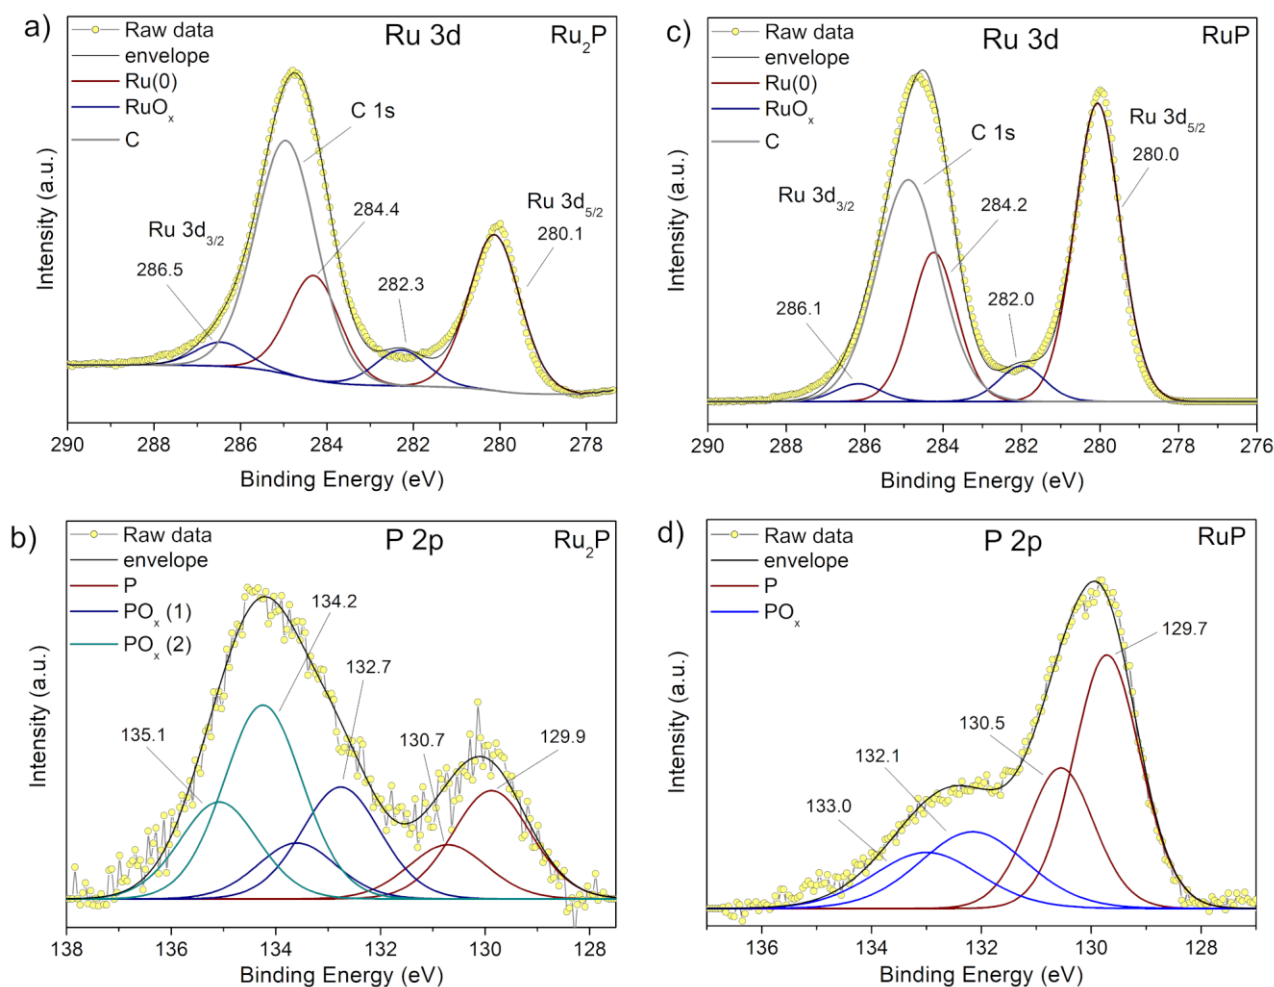 a)
Raw data
envelope
Ru(0)
RuOₓ
C
Ru 3d
Ru₂P
C 1s
Ru 3d₃/₂
286.5
284.4
282.3
Ru 3d₅/₂
280.1
Intensity (a.u.)
290 288 286 284 282 280 278
Binding Energy (eV)
c)
Raw data
envelope
Ru(0)
RuOₓ
C
Ru 3d
RuP
C 1s
Ru 3d₃/₂
286.1
284.2
282.0
Ru 3d₅/₂
280.0
Intensity (a.u.)
290 288 286 284 282 280 278 276
Binding Energy (eV)
b)
Raw data
envelope
P
POₓ (1)
POₓ (2)
P 2p
Ru₂P
135.1
134.2
132.7
130.7
129.9
Intensity (a.u.)
138 136 134 132 130 128
Binding Energy (eV)
d)
Raw data
envelope
P
POₓ
P 2p
RuP
133.0
132.1
130.5
129.7
Intensity (a.u.)
136 134 132 130 128
Binding Energy (eV)